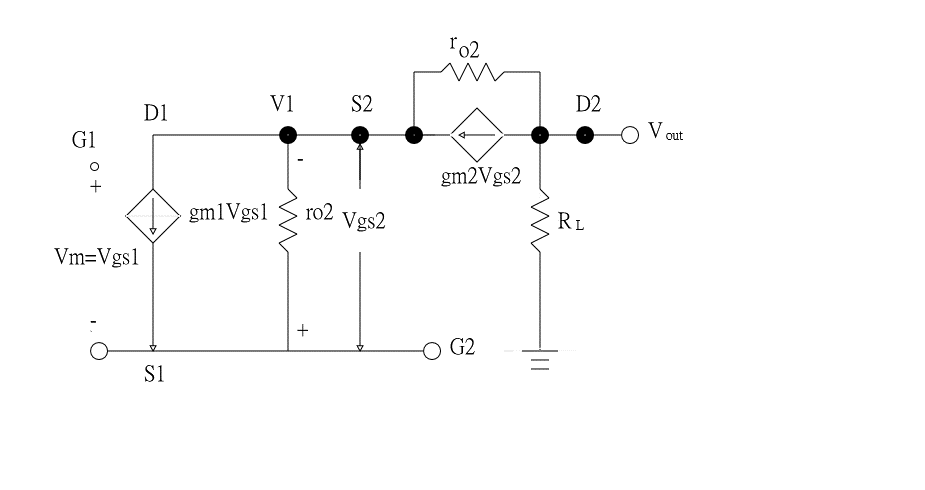 ro2
V1 S2 D2
D1
Vout
G1
+
-
gm2Vgs2
gm1Vgs1 ro2 Vgs2 RL
Vm=Vgs1
- +
G2
S1